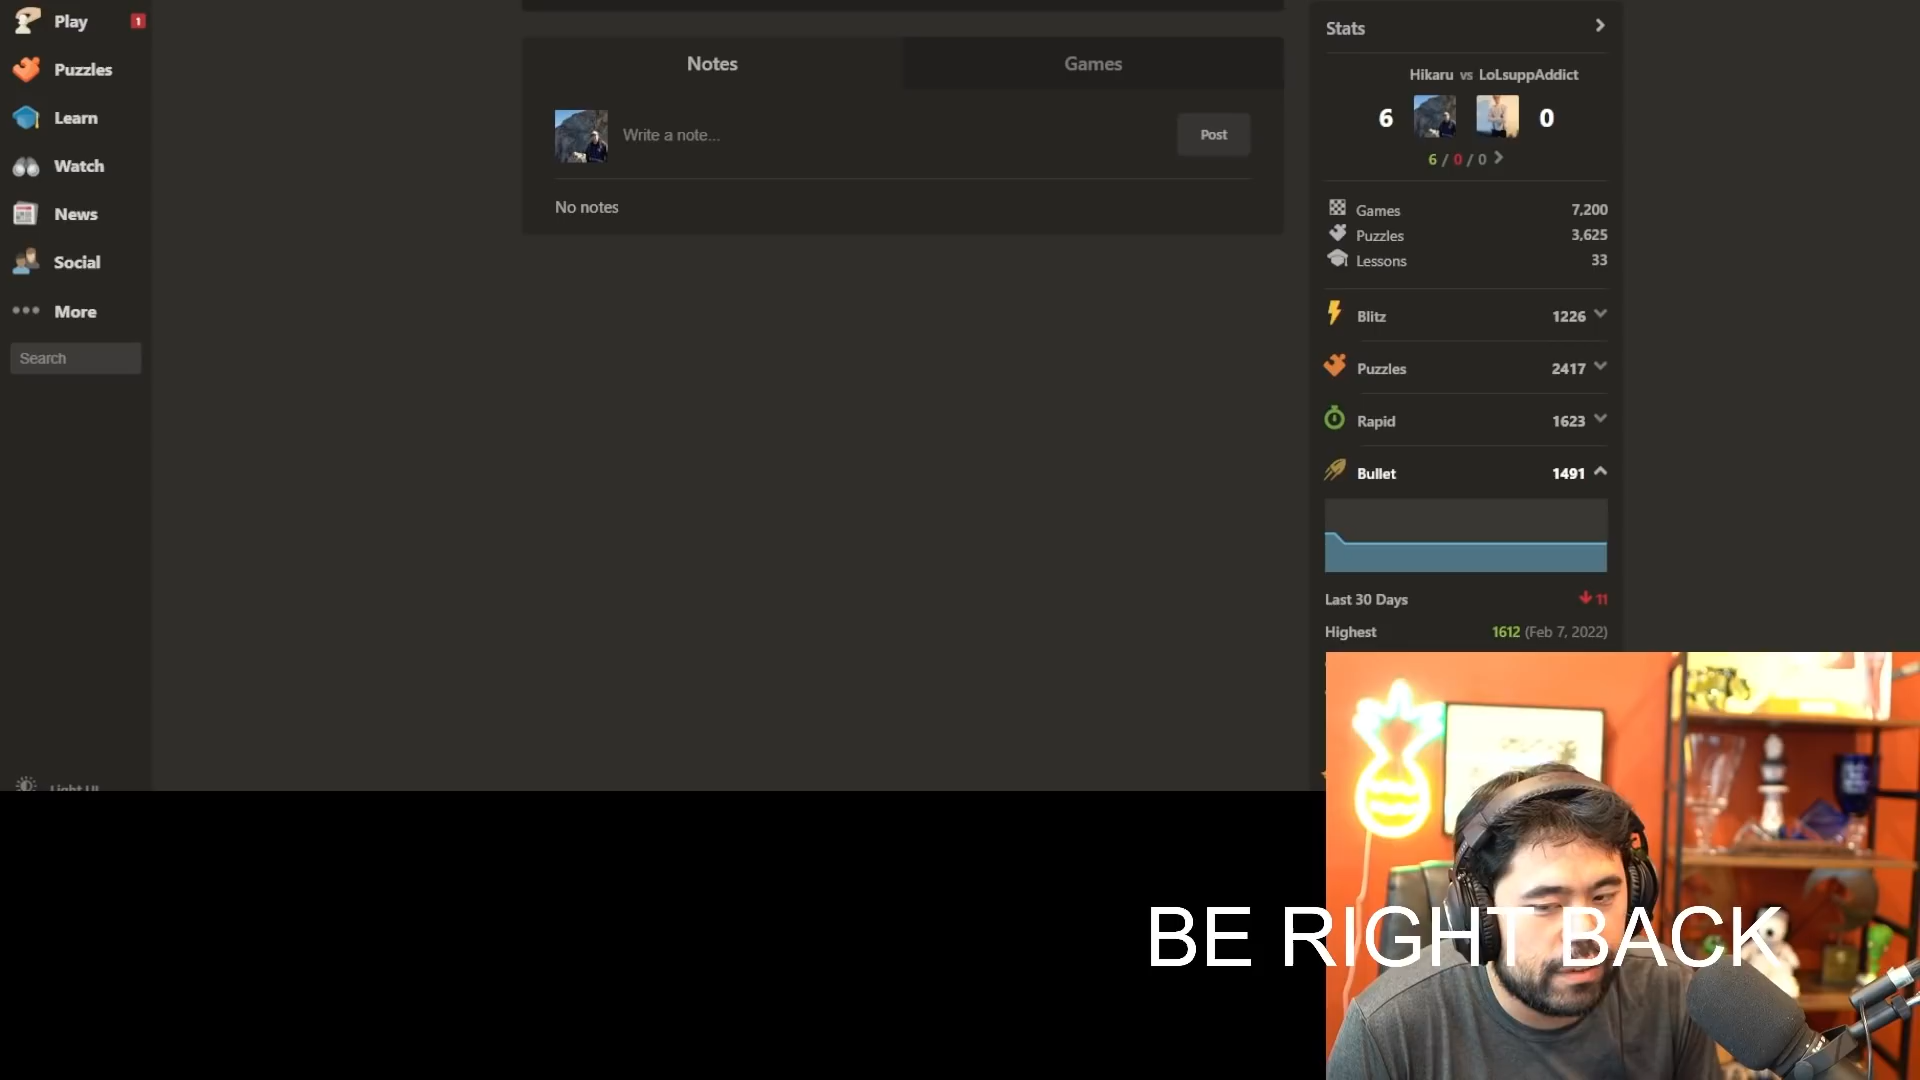 Play 1
Puzzles
Learn
Watch
News
Social
More
Search
Light UI
Notes Games
Write a note... Post
No notes
Stats
Hikaru vs LoLsuppAddict
6 0
6 / 0 / 0
Games 7,200
Puzzles 3,625
Lessons 33
Blitz 1226
Puzzles 2417
Rapid 1623
Bullet 1491
Last 30 Days 11
Highest 1612 (Feb 7, 2022)
BE RIGHT BACK